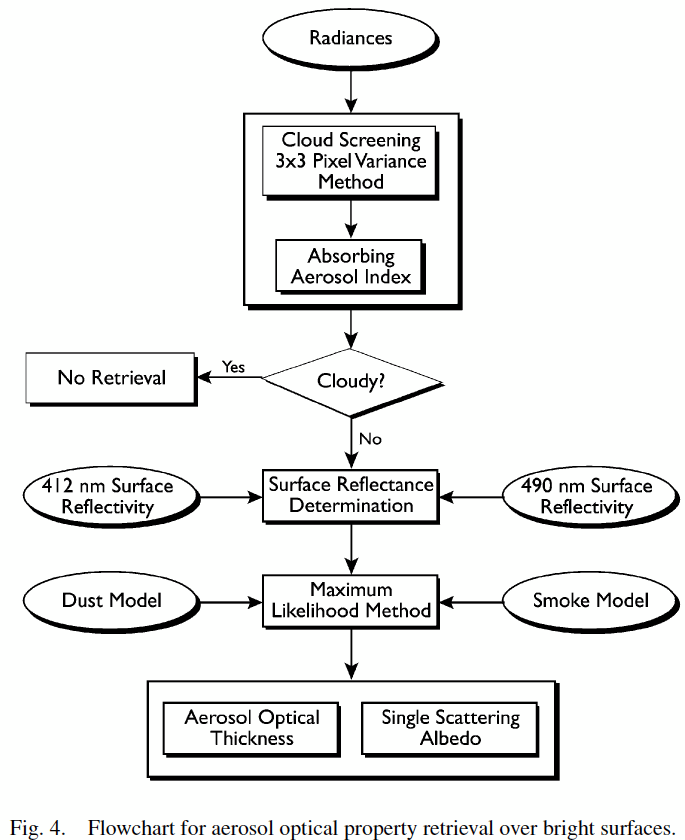 Radiances
Cloud Screening
3x3 Pixel Variance
Method
Absorbing
Aerosol Index
Cloudy?
Yes
No Retrieval
No
412 nm Surface
Reflectivity
Surface Reflectance
Determination
490 nm Surface
Reflectivity
Dust Model
Maximum
Likelihood Method
Smoke Model
Aerosol Optical
Thickness
Single Scattering
Albedo
Fig. 4. Flowchart for aerosol optical property retrieval over bright surfaces.